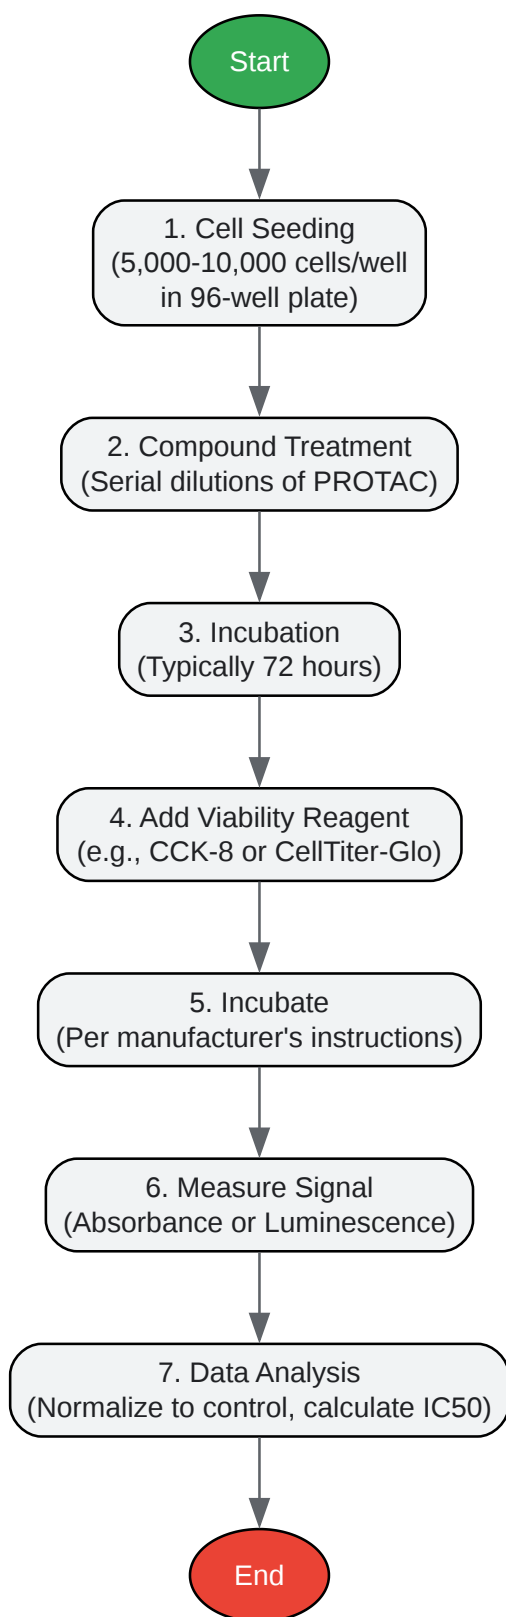 Start
1. Cell Seeding
(5,000-10,000 cells/well
in 96-well plate)
2. Compound Treatment
(Serial dilutions of PROTAC)
3. Incubation
(Typically 72 hours)
4. Add Viability Reagent
(e.g., CCK-8 or CellTiter-Glo)
5. Incubate
(Per manufacturer's instructions)
6. Measure Signal
(Absorbance or Luminescence)
7. Data Analysis
(Normalize to control, calculate IC50)
End